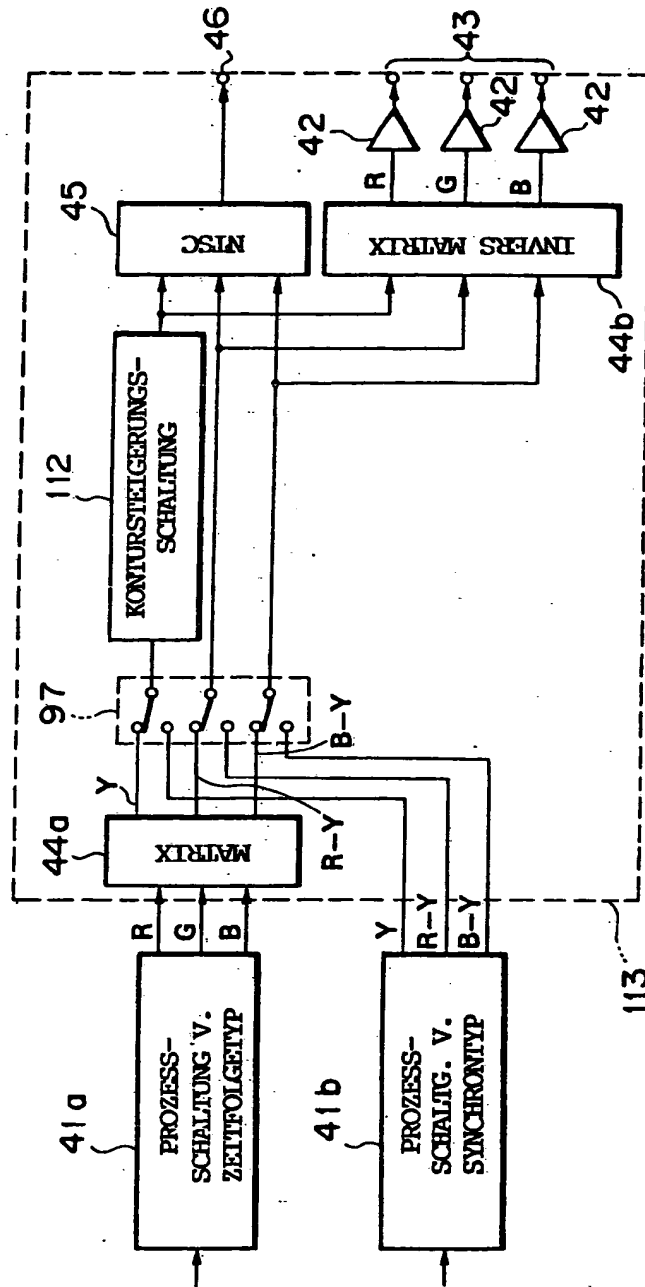 41a
PROZESS-
SCHALTUNG V.
ZEITFOLGETYP
R
G
B
44a
MATRIX
Y
R-Y
B-Y
97
112
KONTURSTEIGERUNGS-
SCHALTUNG
45
NTSC
46
INVERS MATRIX
44b
R
G
B
42
42
42
43
41b
PROZESS-
SCHALTG. V.
SYNCHRONTYP
Y
R-Y
B-Y
113